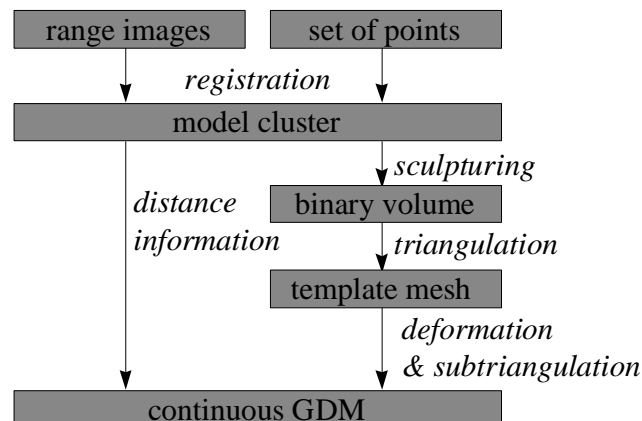 range images
set of points
registration
model cluster
sculpturing
distance
information
binary volume
triangulation
template mesh
deformation
& subtriangulation
continuous GDM